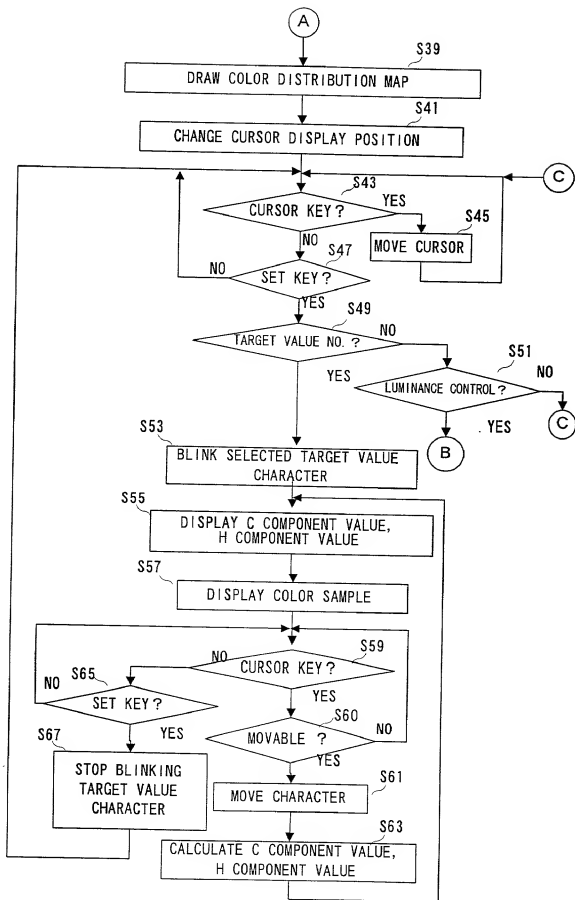 A
S39
DRAW COLOR DISTRIBUTION MAP
S41
CHANGE CURSOR DISPLAY POSITION
C
S43
CURSOR KEY?
YES
S45
MOVE CURSOR
NO
S47
NO
SET KEY?
YES
S49
TARGET VALUE NO.?
NO
S51
YES
LUMINANCE CONTROL?
NO
YES
C
B
S53
BLINK SELECTED TARGET VALUE
CHARACTER
S55
DISPLAY C COMPONENT VALUE,
H COMPONENT VALUE
S57
DISPLAY COLOR SAMPLE
S59
NO
CURSOR KEY?
YES
S65
NO
SET KEY?
YES
S60
MOVABLE ?
NO
YES
S67
STOP BLINKING
TARGET VALUE
CHARACTER
S61
MOVE CHARACTER
S63
CALCULATE C COMPONENT VALUE,
H COMPONENT VALUE